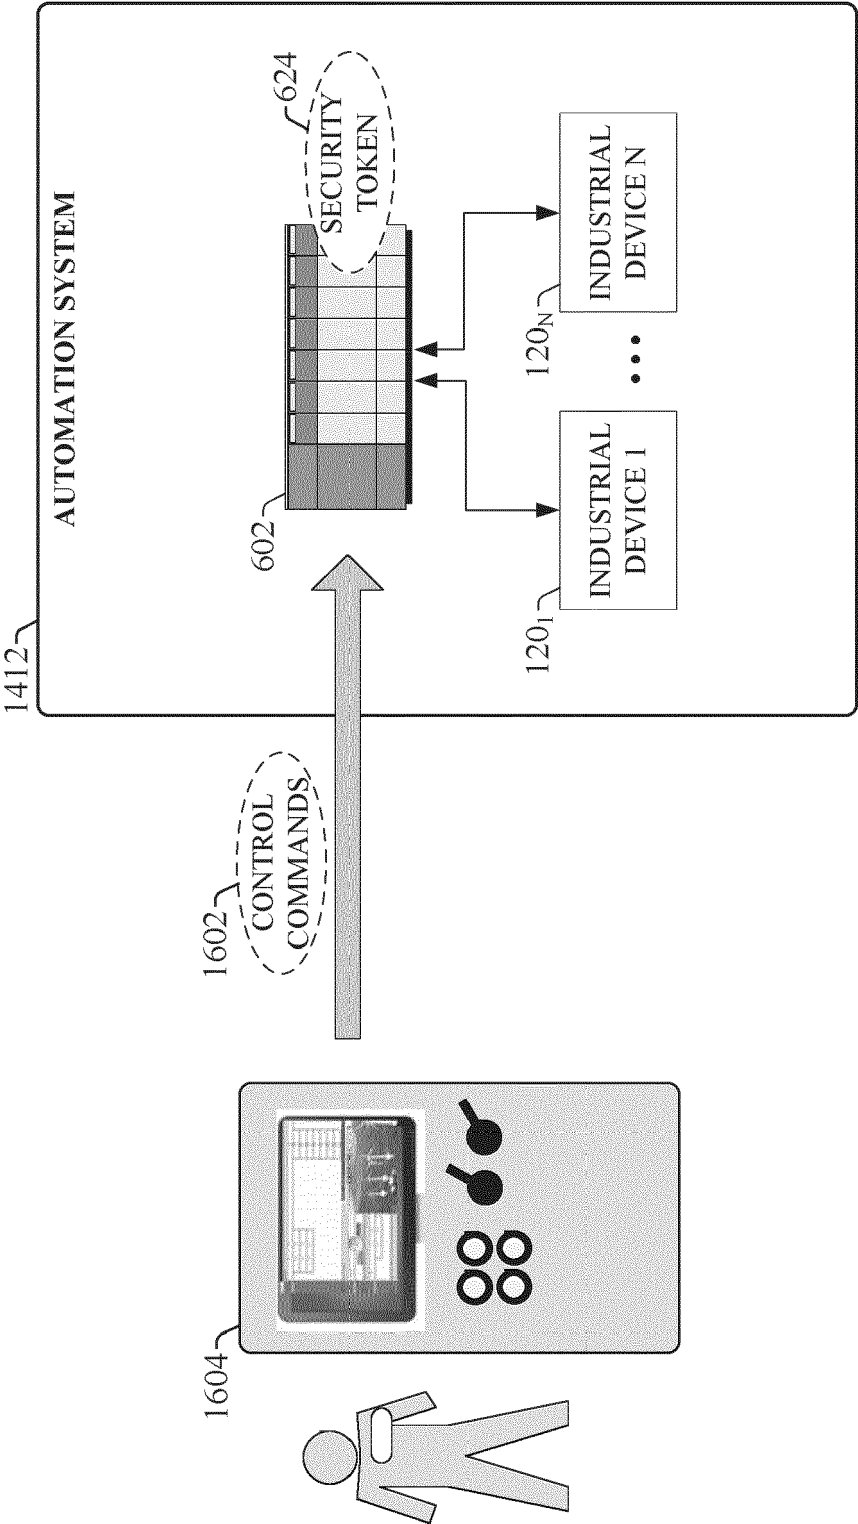 1412
AUTOMATION SYSTEM
624
SECURITY
TOKEN
602
1602
CONTROL
COMMANDS
1604
120₁
INDUSTRIAL
DEVICE 1
120N
INDUSTRIAL
DEVICE N